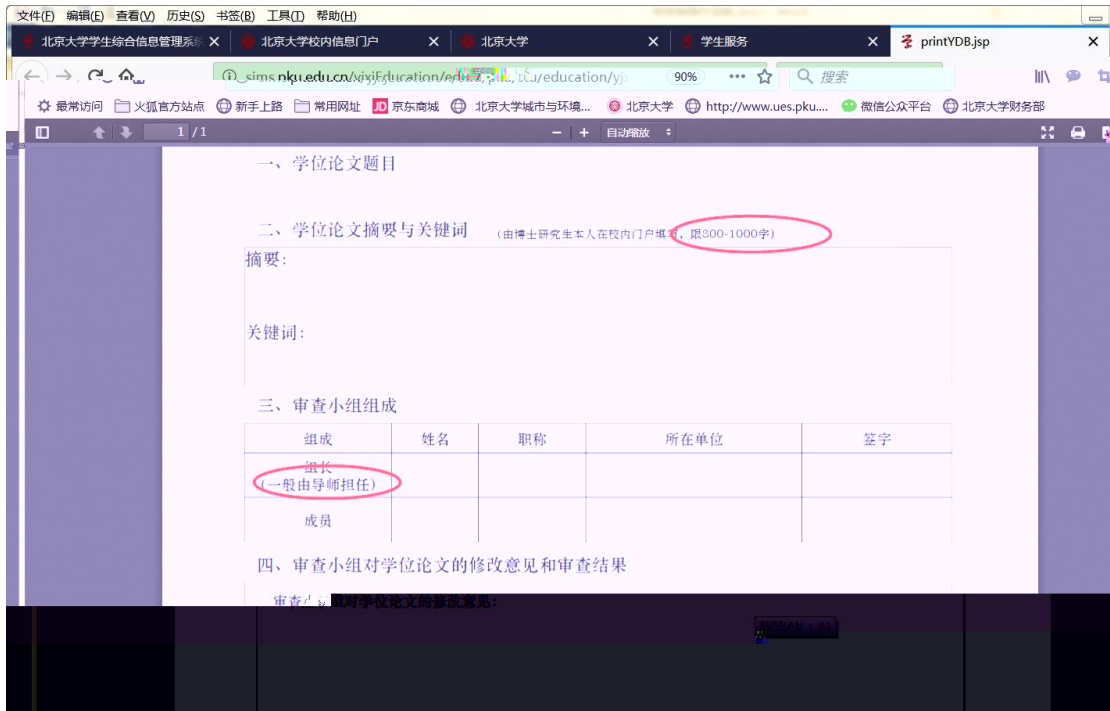 文件(F) 编辑(E) 查看(V) 历史(S) 书签(B) 工具(T) 帮助(H)
北京大学学生综合信息管理系统 北京大学校内信息门户 北京大学 学生服务 printYDB.jsp
90% 搜索
最常访问 火狐官方站点 新手上路 常用网址 JD 京东商城 北京大学城市与环境... 北京大学 http://www.ues.pku.... 微信公众平台 北京大学财务部
1 / 1 自动缩放
一、学位论文题目
二、学位论文摘要与关键词 (由博士研究生本人在校内门户填写，限800-1000字)
摘要:
关键词:
三、审查小组组成
组成 姓名 职称 所在单位 签字
组长
(一般由导师担任)
成员
四、审查小组对学位论文的修改意见和审查结果
审查小组对学位论文的修改意见: